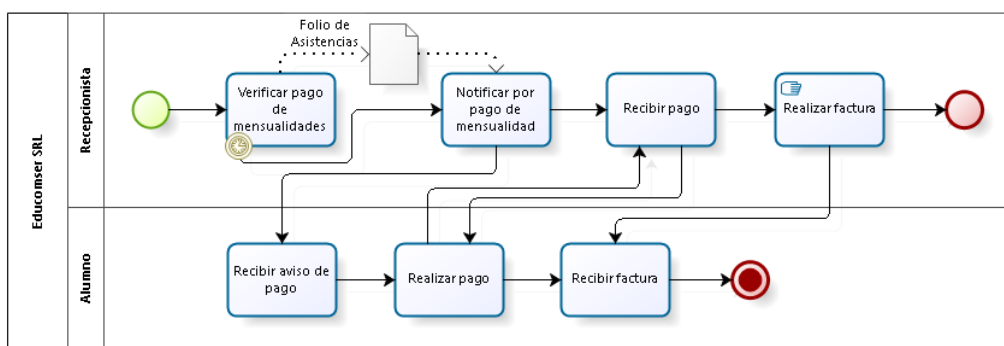 Educomser SRL
Recepcionista
Folio de
Asistencias
Verificar pago
de
mensualidades
Notificar por
pago de
mensualidad
Recibir pago
Realizar factura
Alumno
Recibir aviso de
pago
Realizar pago
Recibir factura